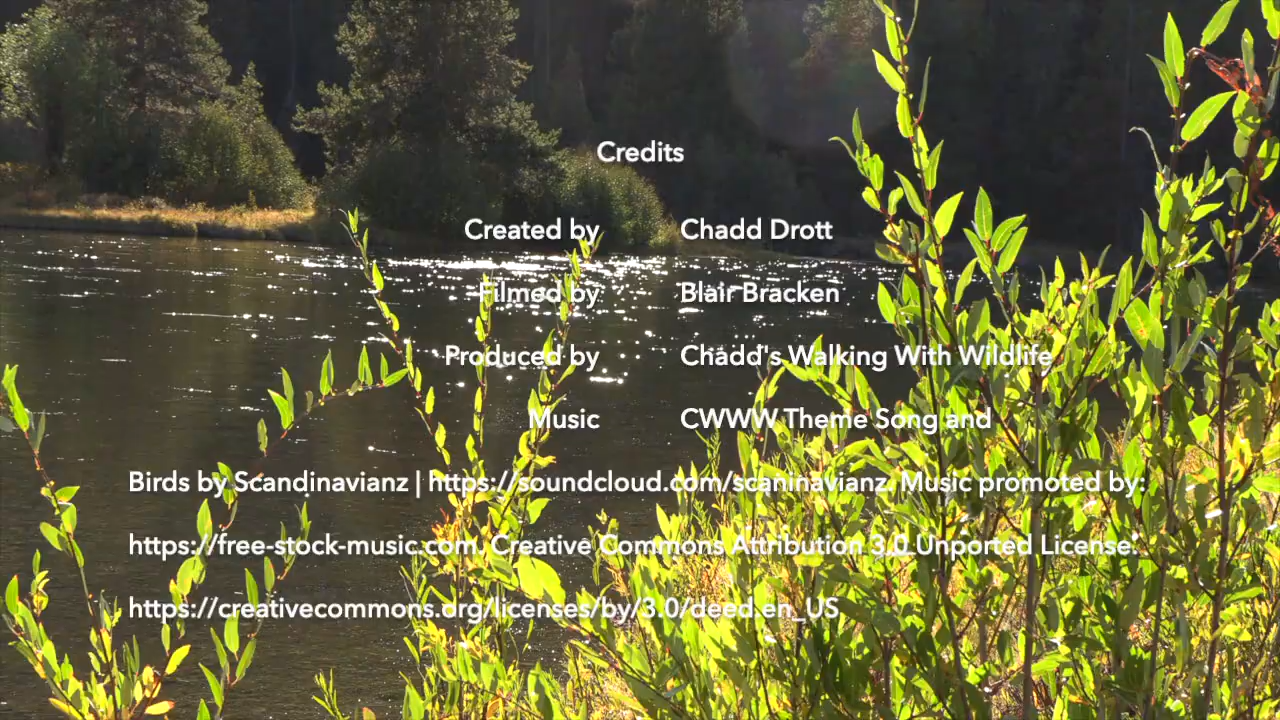 Credits
Created by Chadd Drott
Filmed by Blair Bracken
Produced by Chadd's Walking With Wildlife
Music CWWW Theme Song and
Birds by Scandinavianz | https://soundcloud.com/scaninavianz. Music promoted by:
https://free-stock-music.com. Creative Commons Attribution 3.0 Unported License:
https://creativecommons.org/licenses/by/3.0/deed.en_US